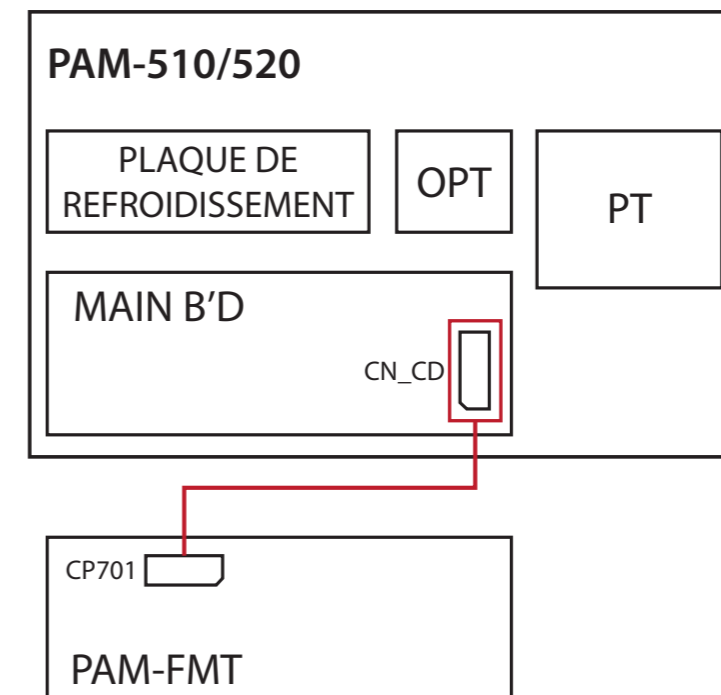 PAM-510/520
PLAQUE DE
REFROIDISSEMENT
OPT
PT
MAIN B’D
CN_CD
CP701
PAM-FMT